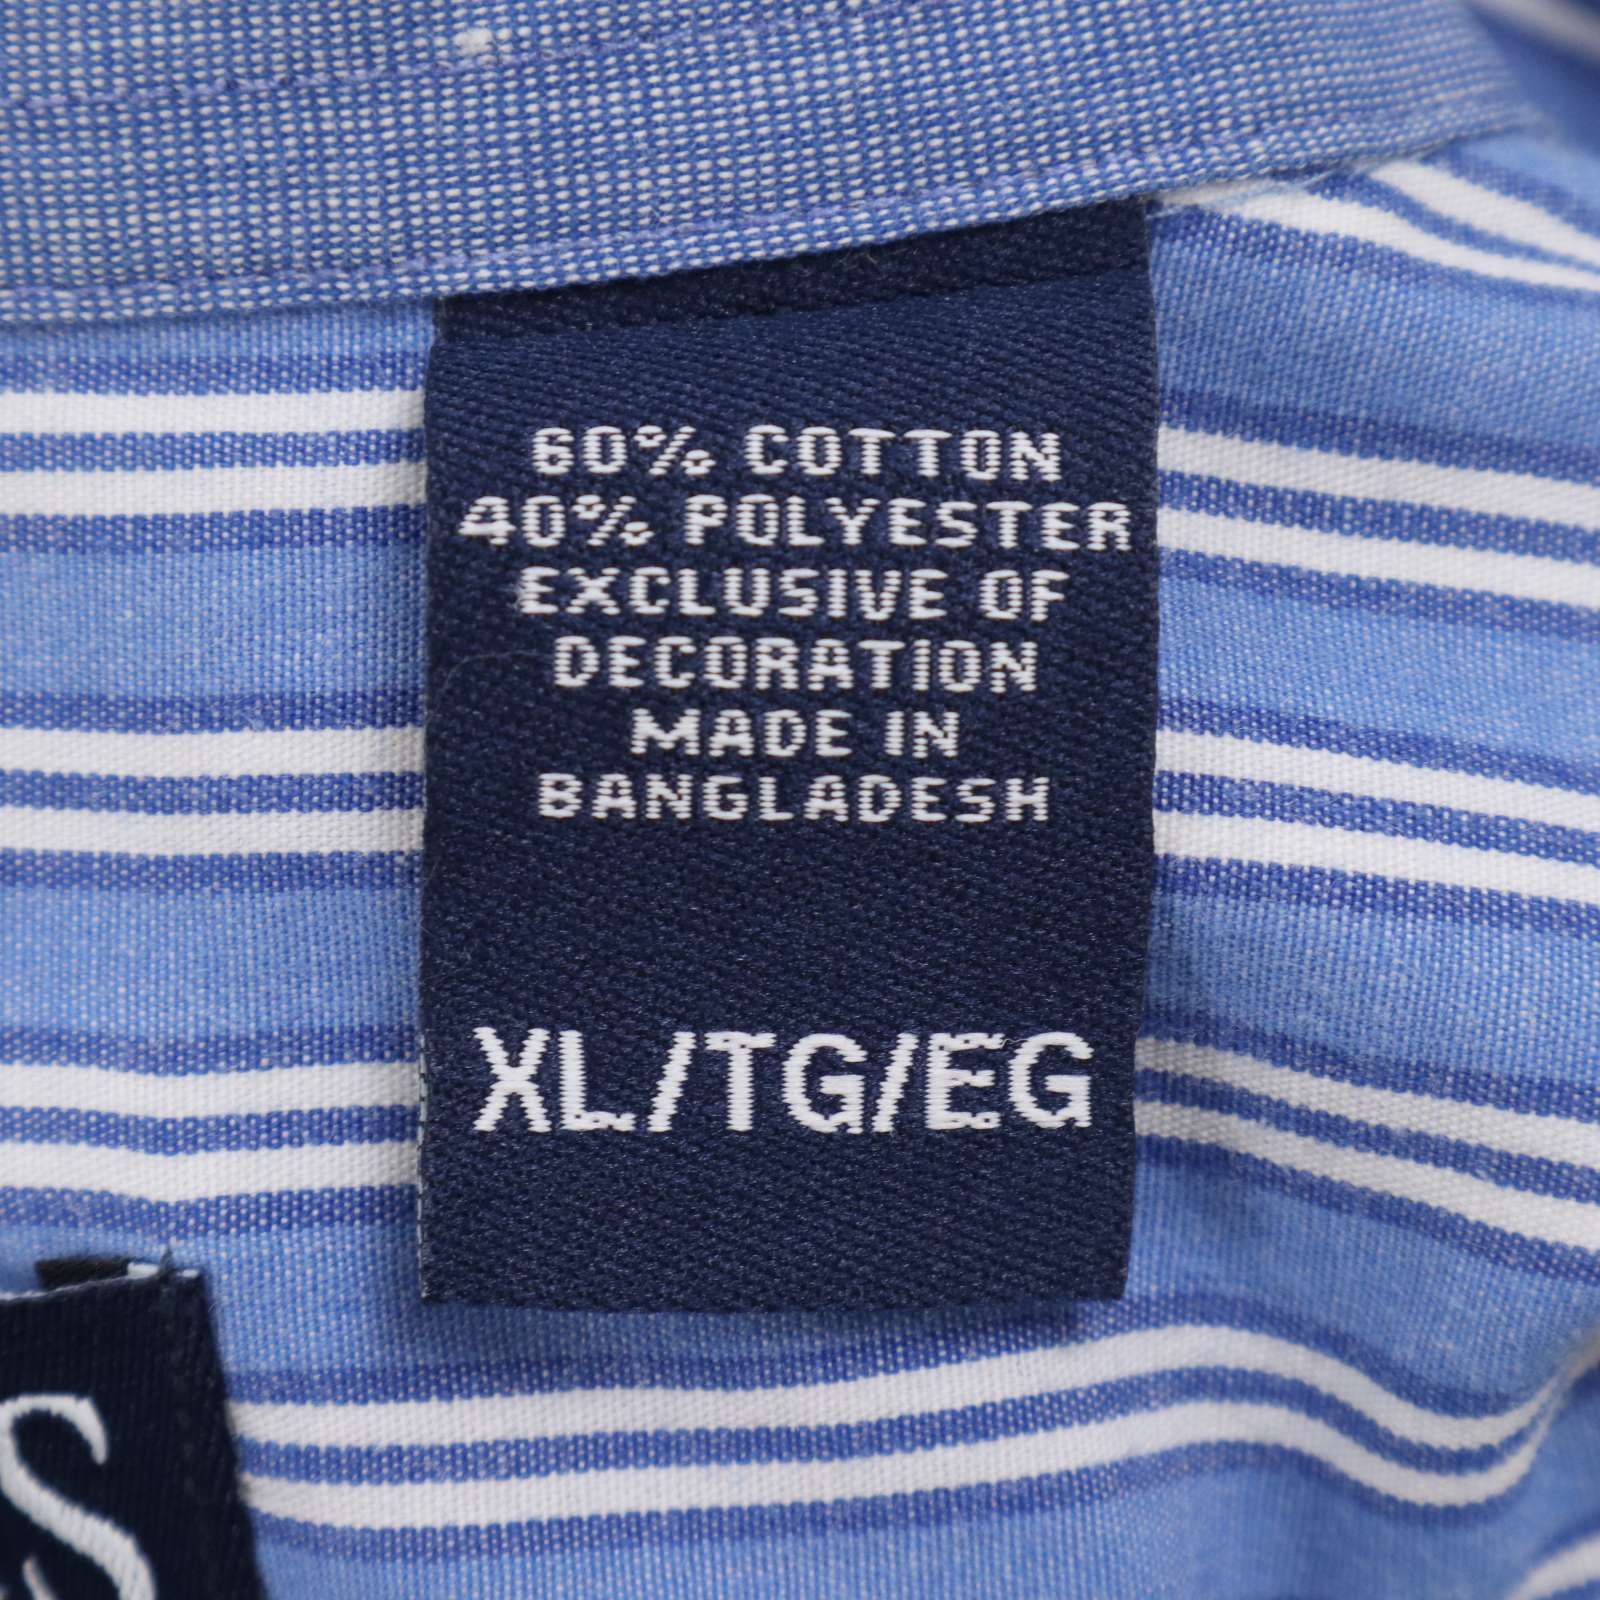 60% COTTON
40% POLYESTER
EXCLUSIVE OF
DECORATION
MADE IN
BANGLADESH
XL/TG/EG